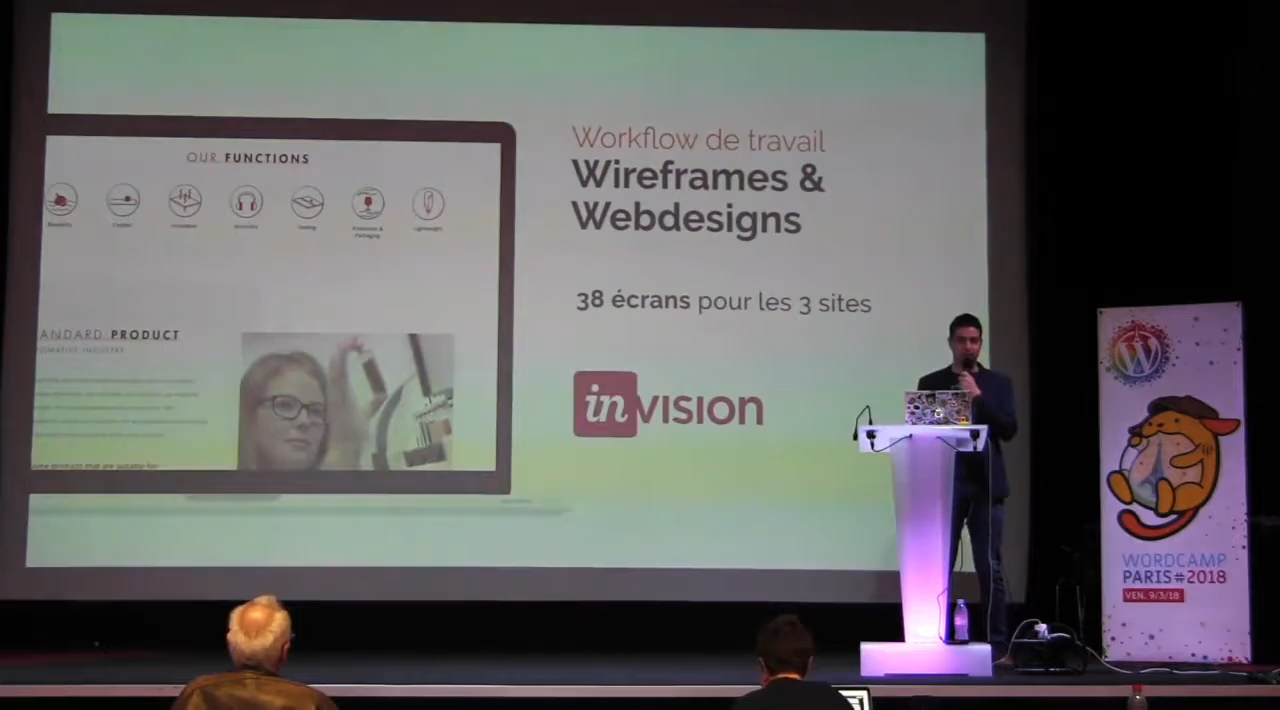 Workflow de travail
Wireframes &
Webdesigns
38 écrans pour les 3 sites
invision
OUR FUNCTIONS
ANDARD PRODUCT
WORDCAMP
PARIS#2018
VEN. 9/3/18